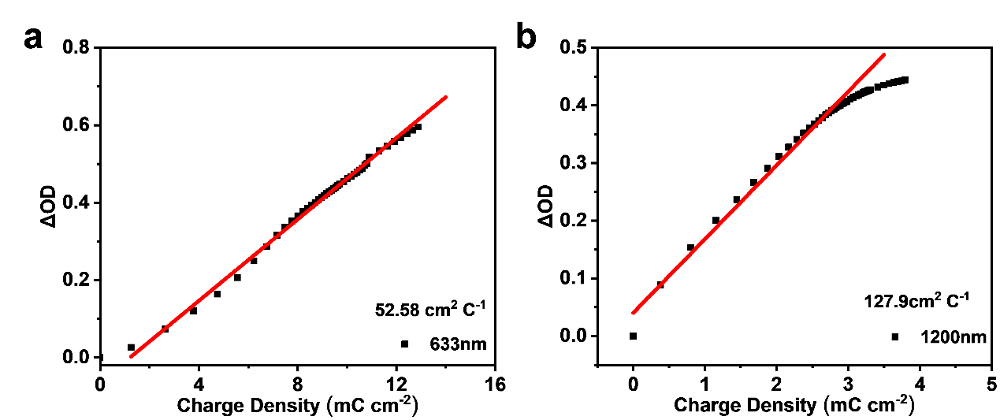 a
0.8
0.6
0.4
0.2
0.0
ΔOD
0 4 8 12 16
Charge Density (mC cm⁻²)
52.58 cm² C⁻¹
633nm
b
0.5
0.4
0.3
0.2
0.1
0.0
ΔOD
0 1 2 3 4 5
Charge Density (mC cm⁻²)
127.9cm² C⁻¹
1200nm